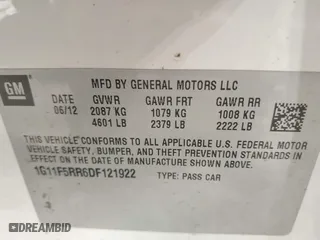 GM
MFD BY GENERAL MOTORS LLC
DATE GVWR GAWR FRT GAWR RR
06/12 2087 KG 1079 KG 1008 KG
4601 LB 2379 LB 2222 LB
THIS VEHICLE CONFORMS TO ALL APPLICABLE U.S. FEDERAL MOTOR
VEHICLE SAFETY, BUMPER, AND THEFT PREVENTION STANDARDS
IN EFFECT ON THE DATE OF MANUFACTURE SHOWN ABOVE.
1G11F5RR6DF121922 TYPE: PASS CAR
© DREAMBID